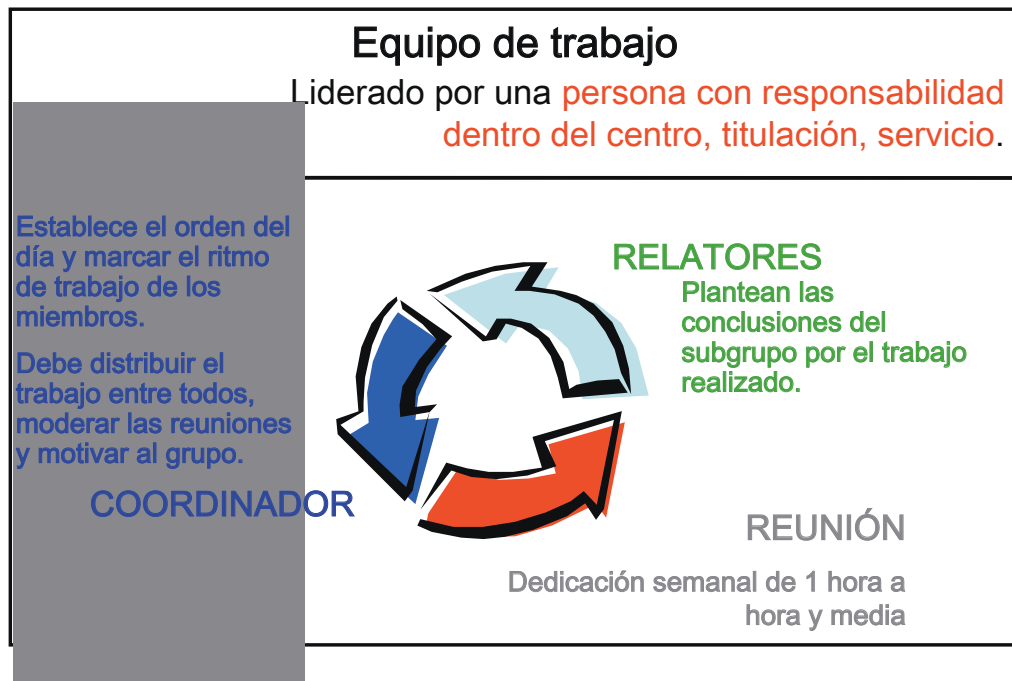 Equipo de trabajo
Liderado por una persona con responsabilidad
dentro del centro, titulación, servicio.
Establece el orden del
día y marcar el ritmo
de trabajo de los
miembros.
Debe distribuir el
trabajo entre todos,
moderar las reuniones
y motivar al grupo.
COORDINADOR
RELATORES
Plantean las
conclusiones del
subgrupo por el trabajo
realizado.
REUNIÓN
Dedicación semanal de 1 hora a
hora y media